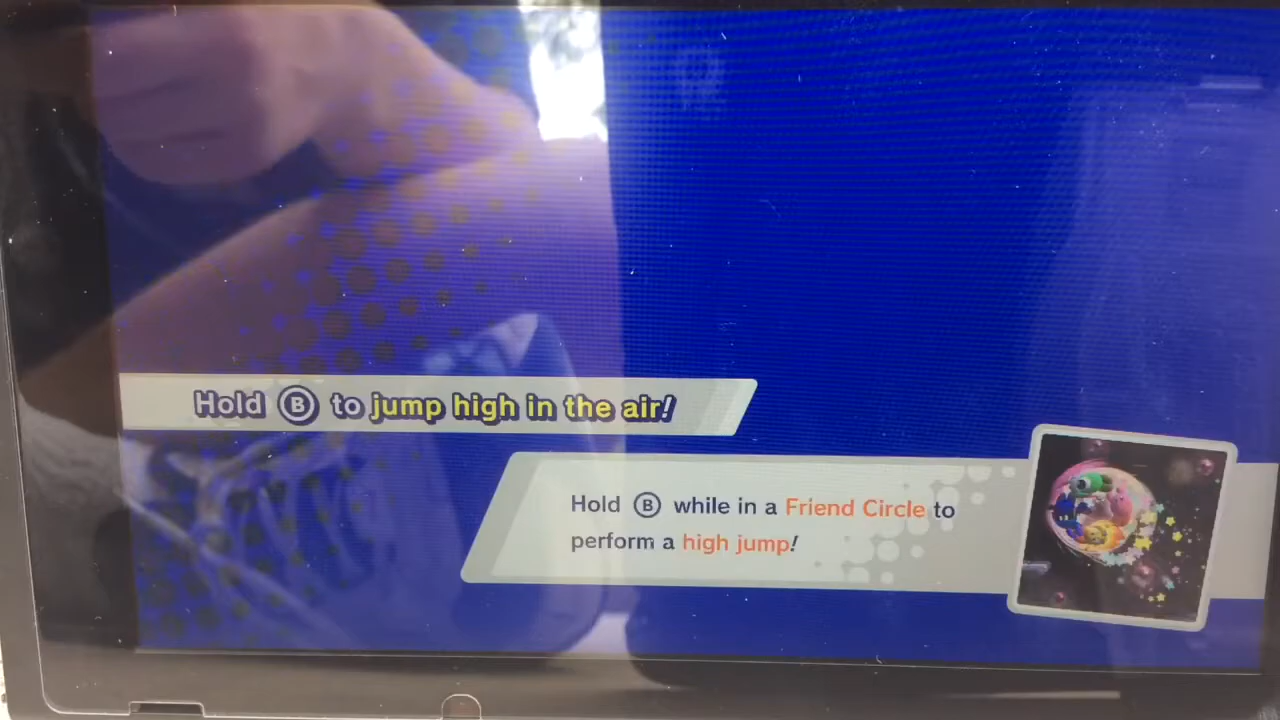 Hold B to jump high in the air!
Hold B while in a Friend Circle to
perform a high jump!